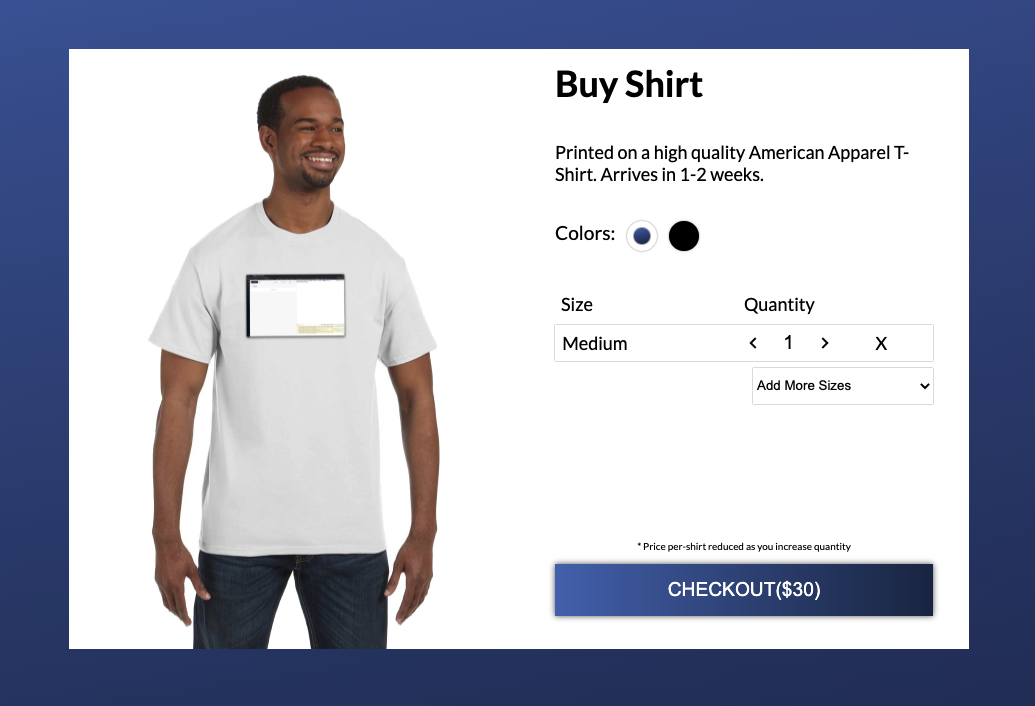 Buy Shirt
Printed on a high quality American Apparel T-
Shirt. Arrives in 1-2 weeks.
Colors:
Size Quantity
Medium < 1 > X
Add More Sizes
* Price per-shirt reduced as you increase quantity
CHECKOUT($30)